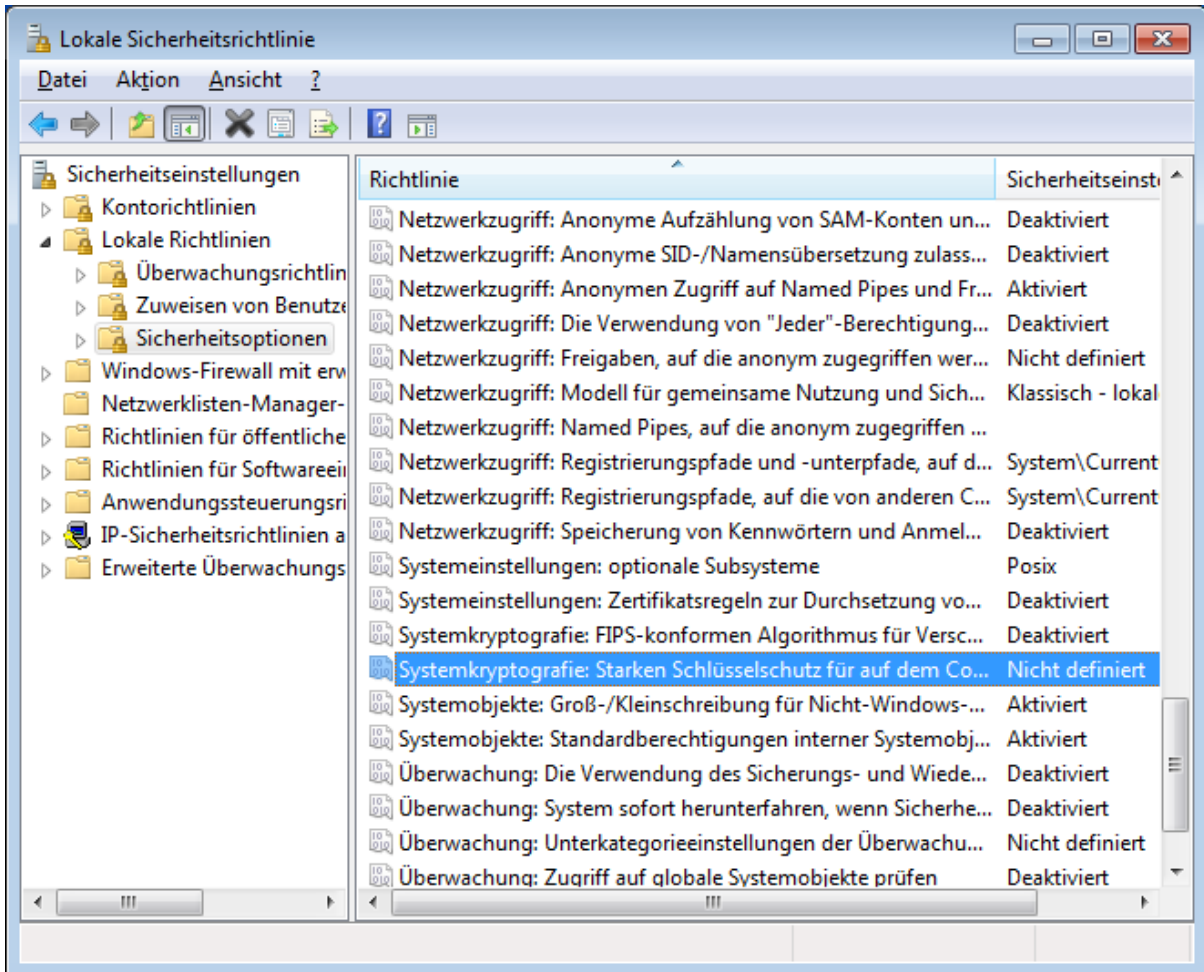 Lokale Sicherheitsrichtlinie
Datei Aktion Ansicht ?
Sicherheitseinstellungen
Kontorichtlinien
Lokale Richtlinien
Überwachungsrichtlin
Zuweisen von Benutze
Sicherheitsoptionen
Windows-Firewall mit erw
Netzwerklisten-Manager-
Richtlinien für öffentliche
Richtlinien für Softwareei
Anwendungssteuerungsri
IP-Sicherheitsrichtlinien a
Erweiterte Überwachungs
Richtlinie Sicherheitseinste
Netzwerkzugriff: Anonyme Aufzählung von SAM-Konten un... Deaktiviert
Netzwerkzugriff: Anonyme SID-/Namensübersetzung zulass... Deaktiviert
Netzwerkzugriff: Anonymen Zugriff auf Named Pipes und Fr... Aktiviert
Netzwerkzugriff: Die Verwendung von "Jeder"-Berechtigung... Deaktiviert
Netzwerkzugriff: Freigaben, auf die anonym zugegriffen wer... Nicht definiert
Netzwerkzugriff: Modell für gemeinsame Nutzung und Sich... Klassisch - lokal
Netzwerkzugriff: Named Pipes, auf die anonym zugegriffen ...
Netzwerkzugriff: Registrierungspfade und -unterpfade, auf d... System\Current
Netzwerkzugriff: Registrierungspfade, auf die von anderen C... System\Current
Netzwerkzugriff: Speicherung von Kennwörtern und Anmel... Deaktiviert
Systemeinstellungen: optionale Subsysteme Posix
Systemeinstellungen: Zertifikatsregeln zur Durchsetzung vo... Deaktiviert
Systemkryptografie: FIPS-konformen Algorithmus für Versc... Deaktiviert
Systemkryptografie: Starken Schlüsselschutz für auf dem Co... Nicht definiert
Systemobjekte: Groß-/Kleinschreibung für Nicht-Windows-... Aktiviert
Systemobjekte: Standardberechtigungen interner Systemobj... Aktiviert
Überwachung: Die Verwendung des Sicherungs- und Wiede... Deaktiviert
Überwachung: System sofort herunterfahren, wenn Sicherhe... Deaktiviert
Überwachung: Unterkategorieeinstellungen der Überwachu... Nicht definiert
Überwachung: Zugriff auf globale Systemobjekte prüfen Deaktiviert